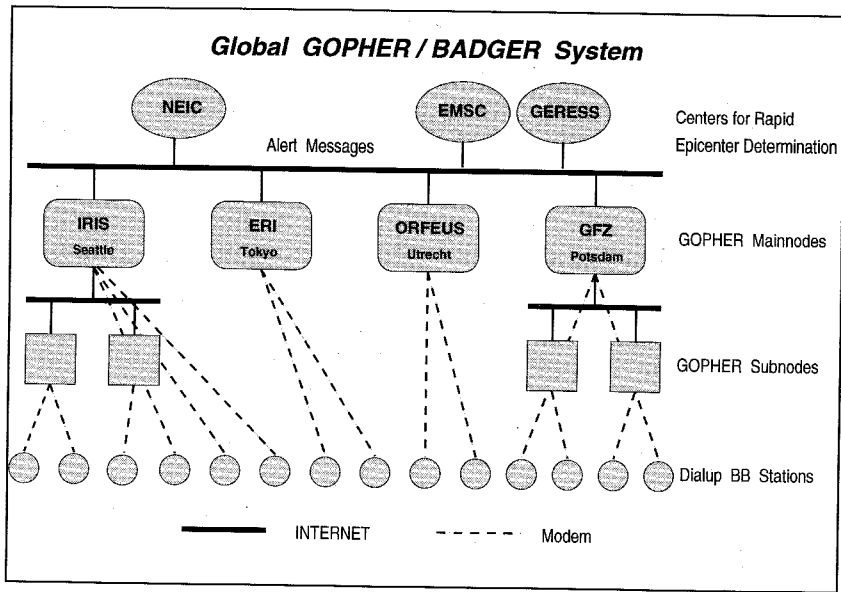 Global GOPHER / BADGER System
NEIC
EMSC
GERESS
Centers for Rapid
Epicenter Determination
Alert Messages
IRIS
Seattle
ERI
Tokyo
ORFEUS
Utrecht
GFZ
Potsdam
GOPHER Mainnodes
GOPHER Subnodes
Dialup BB Stations
INTERNET
Modem